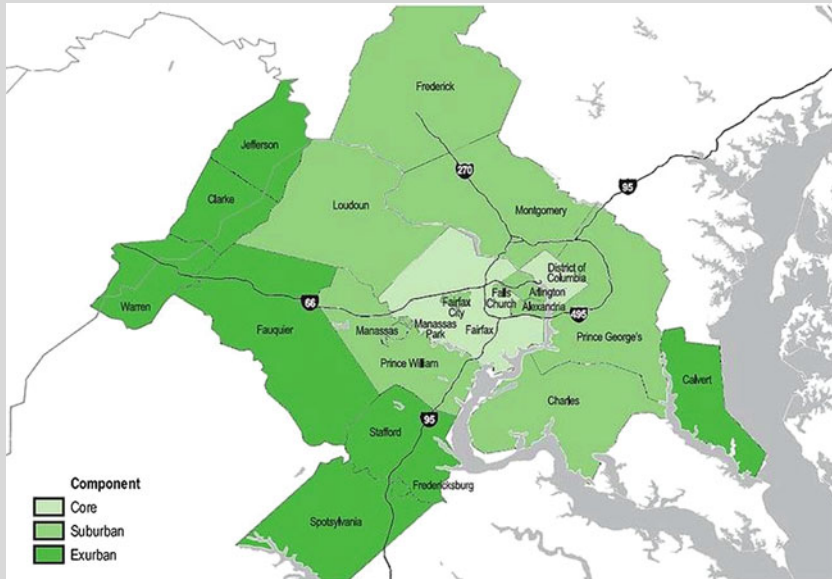 Frederick
Jefferson
270
95
Clarke
Loudoun
Montgomery
District of
Columbia
Warren
66
Fairfax
City
Falls
Church
Arlington
Alexandria
495
Fauquier
Manassas
Manassas
Park
Fairfax
Prince George's
Prince William
Calvert
Charles
95
Stafford
Fredericksburg
Spotsylvania
Component
Core
Suburban
Exurban